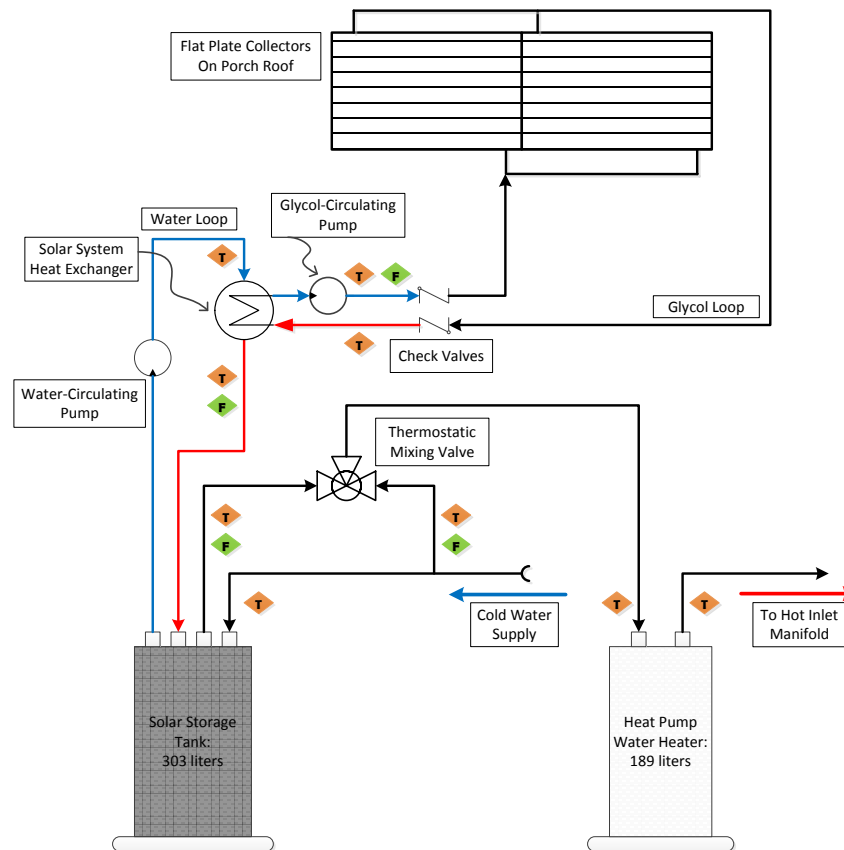 Flat Plate Collectors
On Porch Roof
Glycol-Circulating
Pump
Water Loop
T
Solar System
Heat Exchanger
T
F
Glycol Loop
T
Check Valves
T
F
Water-Circulating
Pump
Thermostatic
Mixing Valve
T
F
T
F
T
Cold Water
Supply
T
T
To Hot Inlet
Manifold
Solar Storage
Tank:
303 liters
Heat Pump
Water Heater:
189 liters